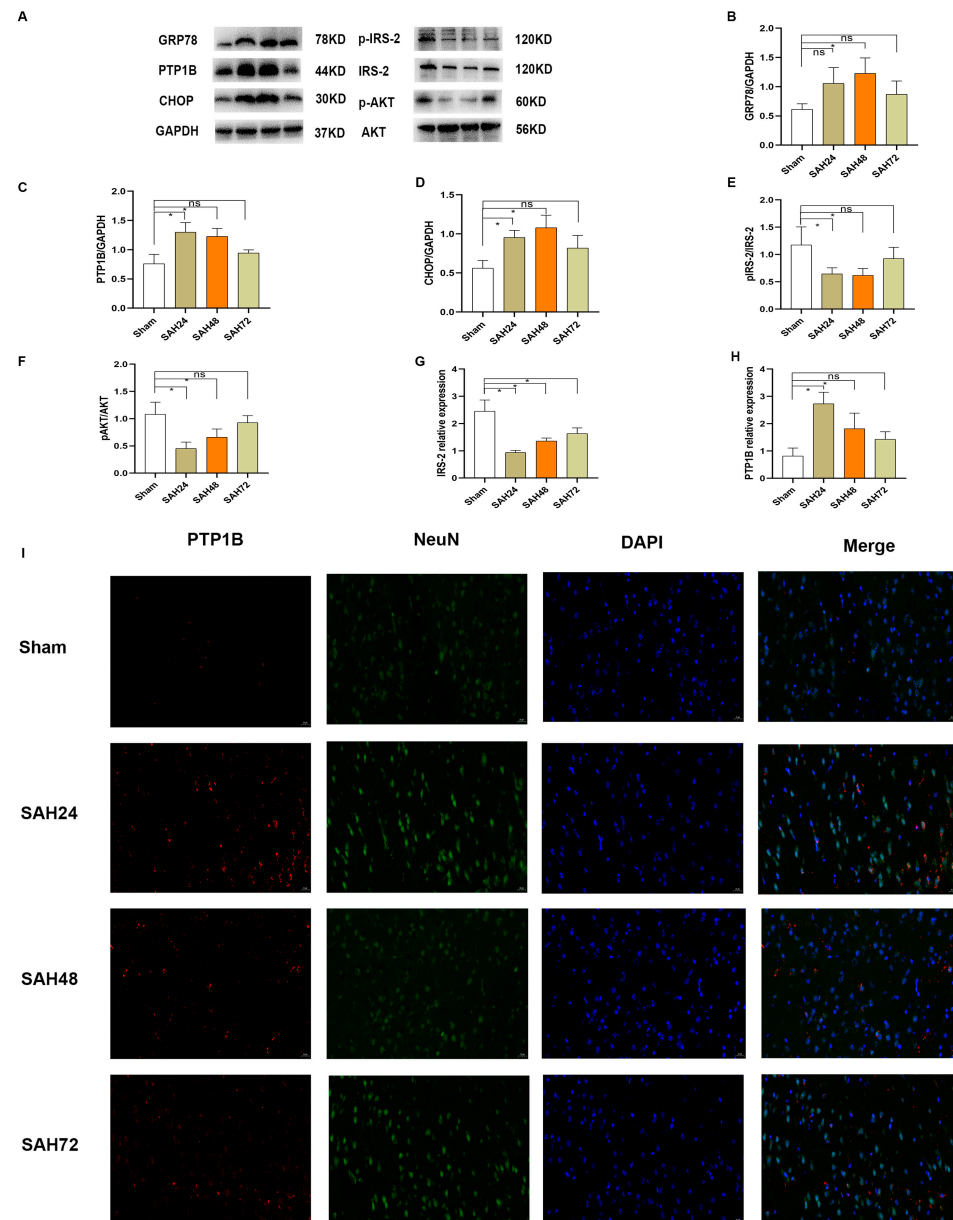 A
GRP78 78KD p-IRS-2 120KD
PTP1B 44KD IRS-2 120KD
CHOP 30KD p-AKT 60KD
GAPDH 37KD AKT 56KD
B
GRP78/GAPDH
2.0
1.5
1.0
0.5
0.0
ns
*
ns
Sham SAH24 SAH48 SAH72
C
PTP1B/GAPDH
2.0
1.5
1.0
0.5
0.0
ns
*
*
Sham SAH24 SAH48 SAH72
D
CHOP/GAPDH
1.5
1.0
0.5
0.0
ns
*
*
Sham SAH24 SAH48 SAH72
E
pIRS-2/IRS-2
2.0
1.5
1.0
0.5
0.0
ns
*
*
Sham SAH24 SAH48 SAH72
F
pAKT/AKT
2.0
1.5
1.0
0.5
0.0
ns
*
*
Sham SAH24 SAH48 SAH72
G
IRS-2 relative expression
4
3
2
1
0
*
*
*
Sham SAH24 SAH48 SAH72
H
PTP1B relative expression
4
3
2
1
0
ns
*
*
Sham SAH24 SAH48 SAH72
I
PTP1B NeuN DAPI Merge
Sham
SAH24
SAH48
SAH72